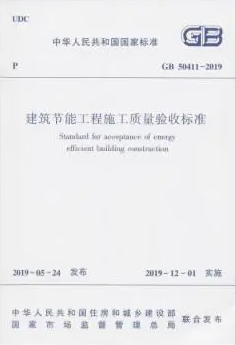 UDC
中华人民共和国国家标准
GB
P
GB 50411-2019
建筑节能工程施工质量验收标准
Standard for acceptance of energy
efficient building construction
2019-05-24 发布
2019-12-01 实施
中华人民共和国住房和城乡建设部
国家市场监督管理总局
联合发布